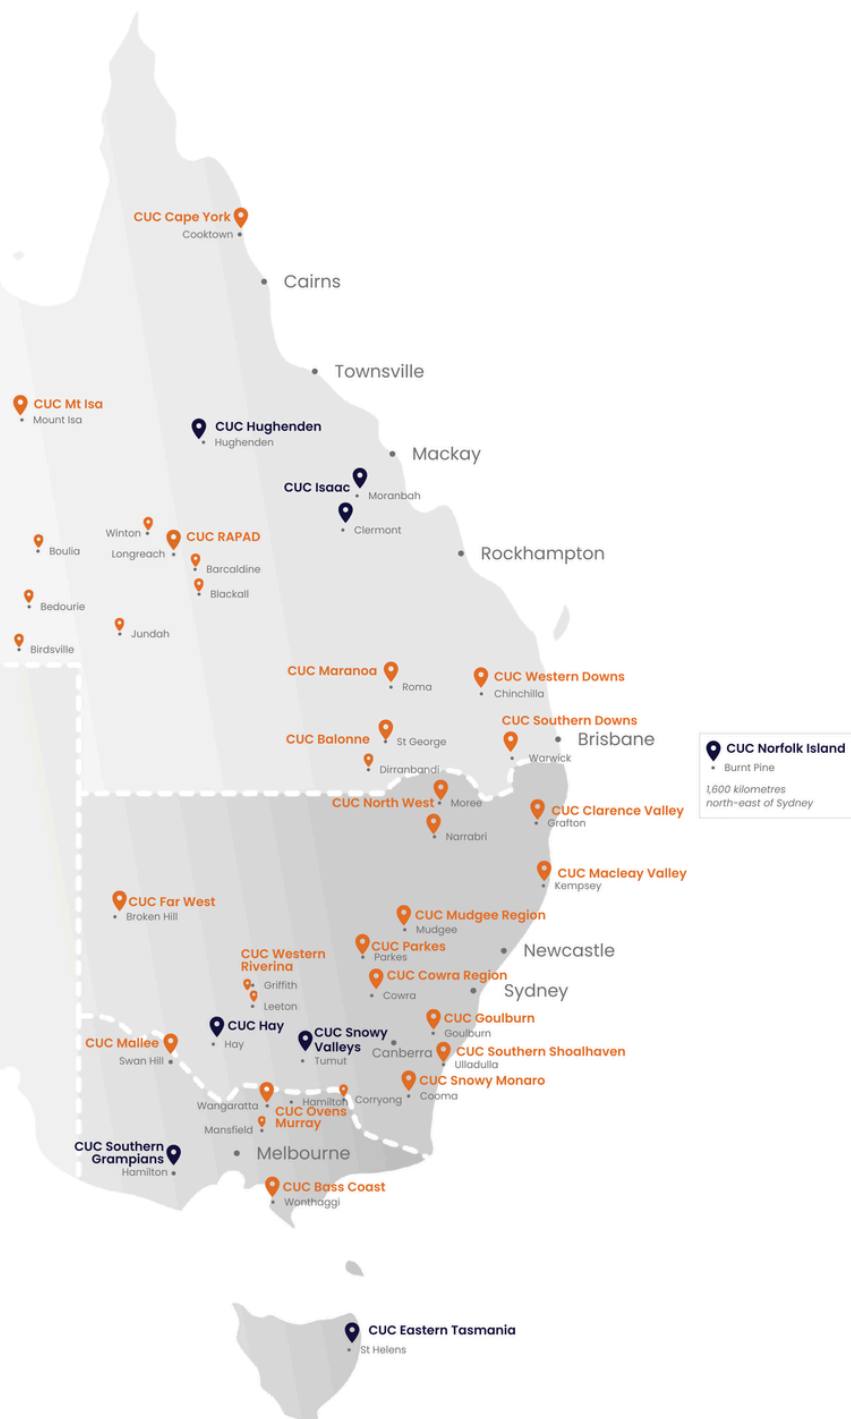 CUC Cape York
Cooktown
Cairns
Townsville
CUC Mt Isa
Mount Isa
CUC Hughenden
Hughenden
Mackay
CUC Isaac
Moranbah
Clermont
Winton
CUC RAPAD
Longreach
Boulia
Barcaldine
Rockhampton
Blackall
Bedourie
Jundah
Birdsville
CUC Maranoa
Roma
CUC Western Downs
Chinchilla
CUC Southern Downs
CUC Balonne
St George
Brisbane
Warwick
Dirranbandi
CUC Norfolk Island
Burnt Pine
1,600 kilometres
north-east of Sydney
CUC North West
Moree
CUC Clarence Valley
Grafton
Narrabri
CUC Macleay Valley
Kempsey
CUC Far West
Broken Hill
CUC Mudgee Region
Mudgee
CUC Parkes
Parkes
Newcastle
CUC Western
Riverina
Griffith
Leeton
CUC Cowra Region
Cowra
Sydney
CUC Goulburn
Goulburn
CUC Hay
Hay
CUC Snowy
Valleys
Tumut
Canberra
CUC Mallee
Swan Hill
CUC Southern Shoalhaven
Ulladulla
CUC Snowy Monaro
Cooma
Wangaratta
Hamilton
Corryong
CUC Ovens
Murray
Mansfield
CUC Southern
Grampians
Hamilton
Melbourne
CUC Bass Coast
Wonthaggi
CUC Eastern Tasmania
St Helens